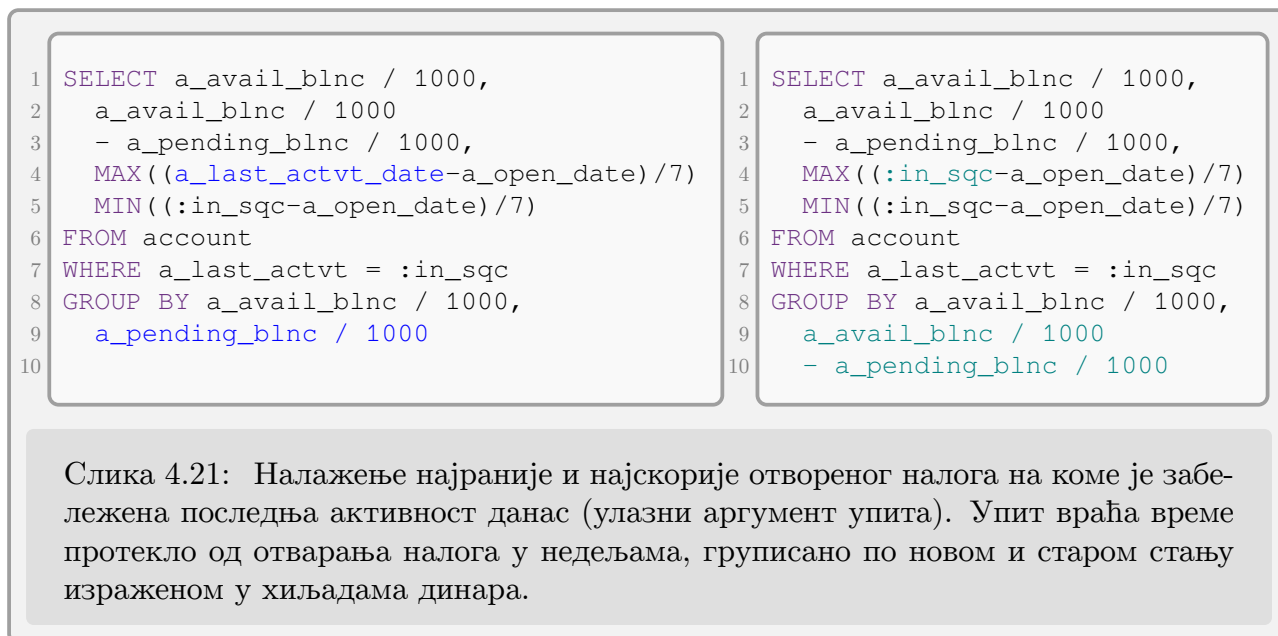 1 SELECT a_avail_blnc / 1000,
2 a_avail_blnc / 1000
3 - a_pending_blnc / 1000,
4 MAX((a_last_actvt_date-a_open_date)/7)
5 MIN((:in_sqc-a_open_date)/7)
6 FROM account
7 WHERE a_last_actvt = :in_sqc
8 GROUP BY a_avail_blnc / 1000,
9 a_pending_blnc / 1000
10
1 SELECT a_avail_blnc / 1000,
2 a_avail_blnc / 1000
3 - a_pending_blnc / 1000,
4 MAX((:in_sqc-a_open_date)/7)
5 MIN((:in_sqc-a_open_date)/7)
6 FROM account
7 WHERE a_last_actvt = :in_sqc
8 GROUP BY a_avail_blnc / 1000,
9 a_avail_blnc / 1000
10 - a_pending_blnc / 1000
Слика 4.21: Налажење најраније и најскорије отвореног налога на коме је забе-
лежена последња активност данас (улазни аргумент упита). Упит враћа време
протекло од отварања налога у недељама, груписано по новом и старом стању
израженом у хиљадама динара.